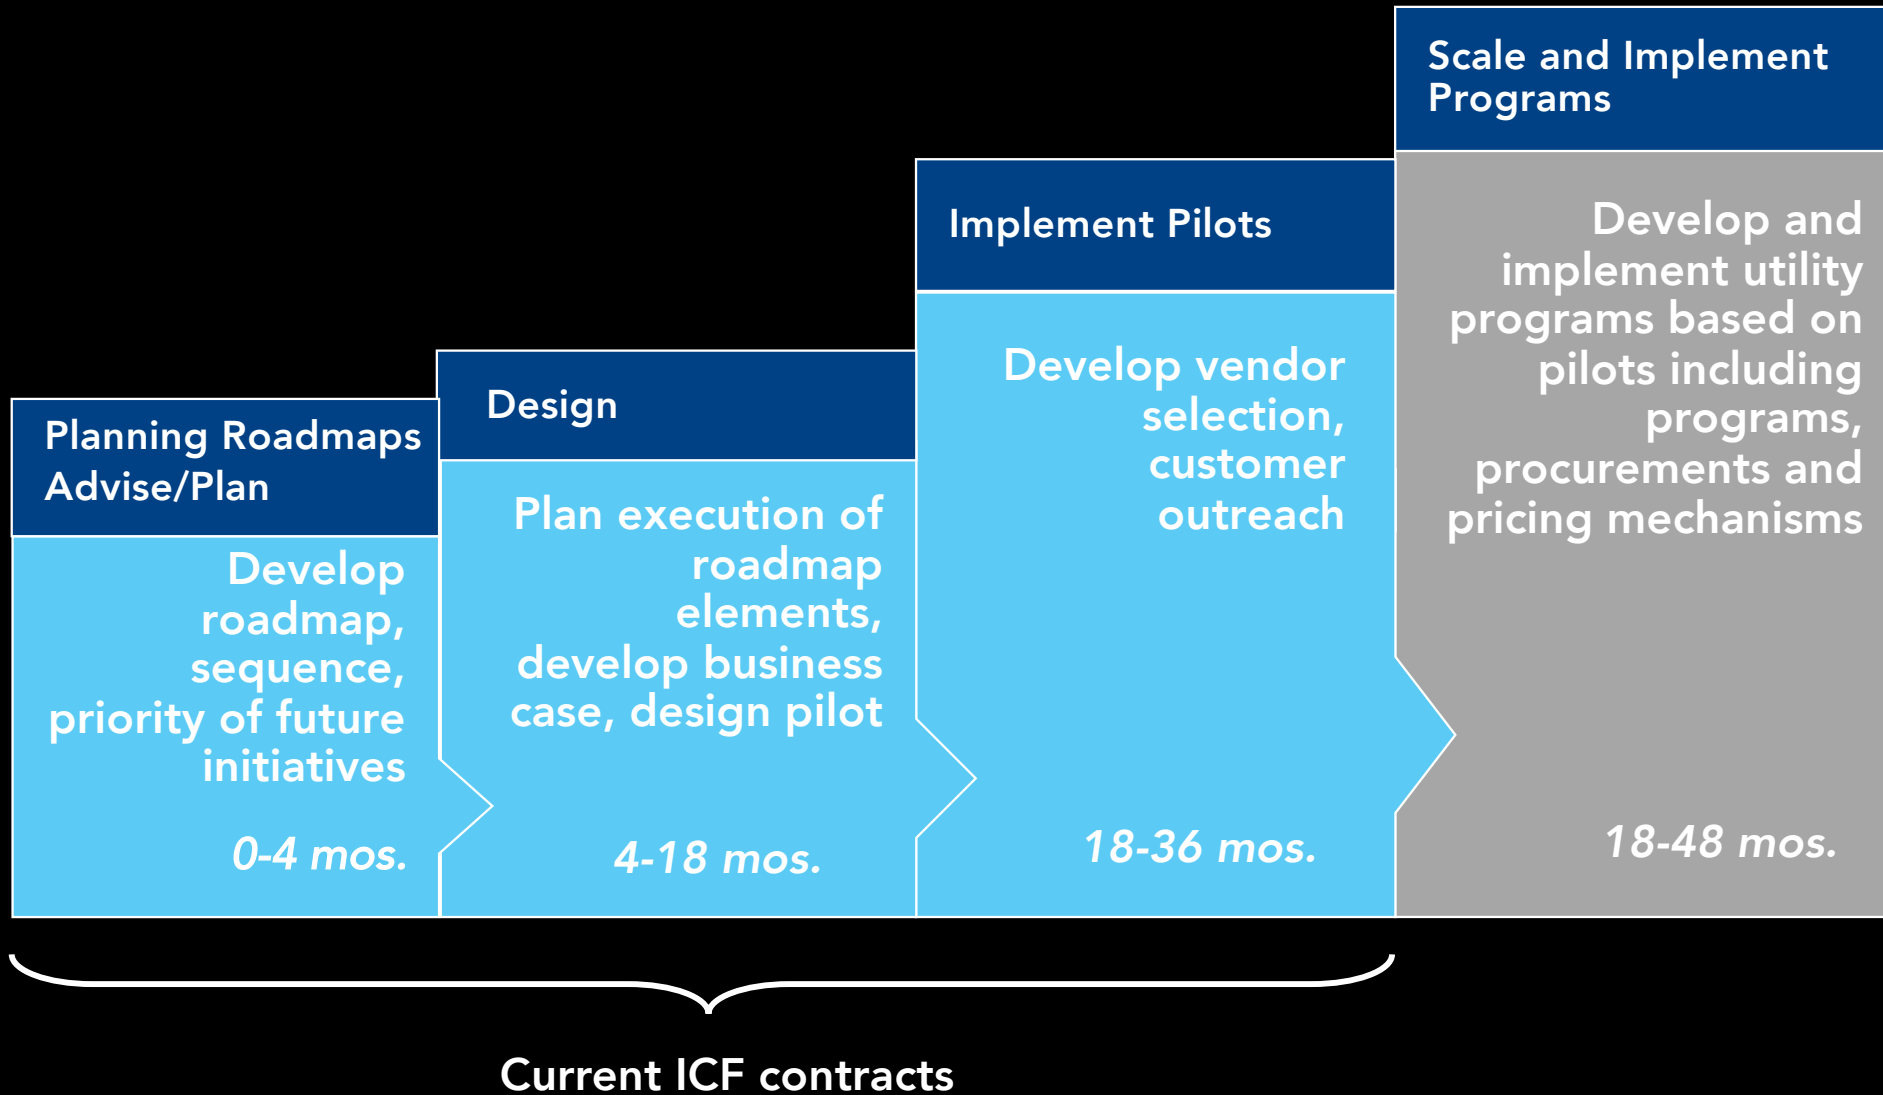 Planning Roadmaps
Advise/Plan
Develop
roadmap,
sequence,
priority of future
initiatives
0-4 mos.
Design
Plan execution of
roadmap
elements,
develop business
case, design pilot
4-18 mos.
Implement Pilots
Develop vendor
selection,
customer
outreach
18-36 mos.
Scale and Implement
Programs
Develop and
implement utility
programs based on
pilots including
programs,
procurements and
pricing mechanisms
18-48 mos.
Current ICF contracts